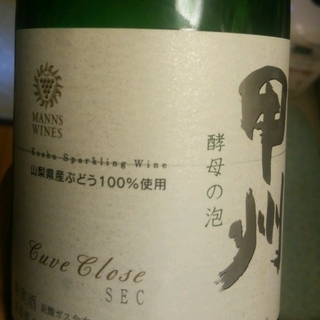 MANNS
WINES
Koshu Sparkling Wine
山梨県産ぶどう100%使用
甲州
酵母の泡
Cuve Close
SEC